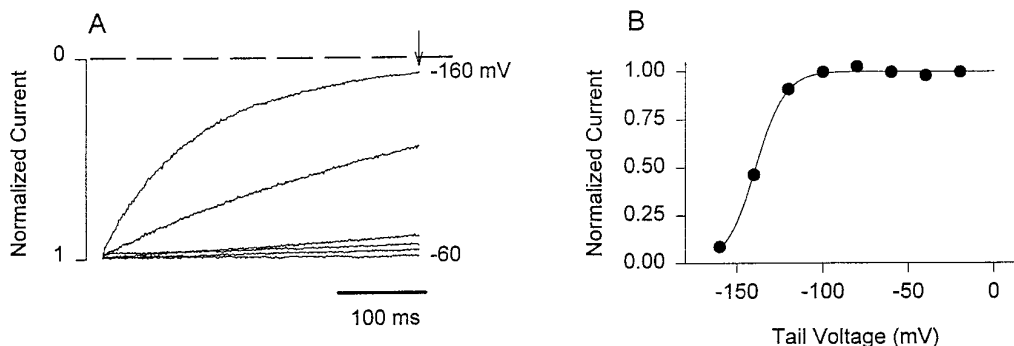 A
0
-160 mV
Normalized Current
1
-60
100 ms
B
1.00
0.75
0.50
0.25
0.00
Normalized Current
-150
-100
-50
0
Tail Voltage (mV)